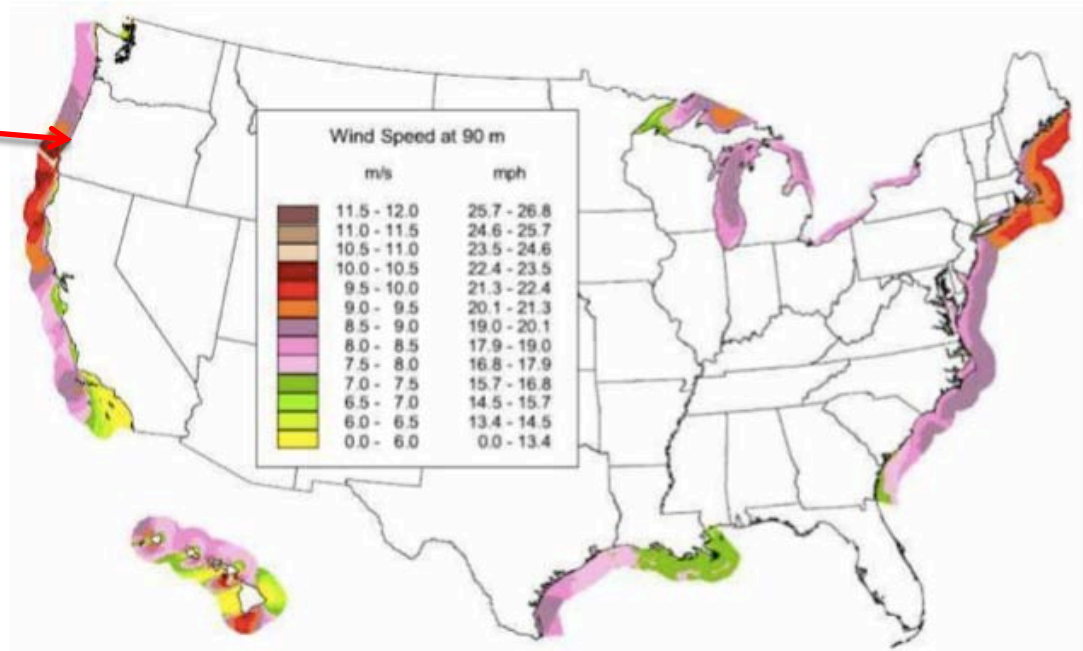 Wind Speed at 90 m
m/s mph
11.5 - 12.0 25.7 - 26.8
11.0 - 11.5 24.6 - 25.7
10.5 - 11.0 23.5 - 24.6
10.0 - 10.5 22.4 - 23.5
9.5 - 10.0 21.3 - 22.4
9.0 - 9.5 20.1 - 21.3
8.5 - 9.0 19.0 - 20.1
8.0 - 8.5 17.9 - 19.0
7.5 - 8.0 16.8 - 17.9
7.0 - 7.5 15.7 - 16.8
6.5 - 7.0 14.5 - 15.7
6.0 - 6.5 13.4 - 14.5
0.0 - 6.0 0.0 - 13.4